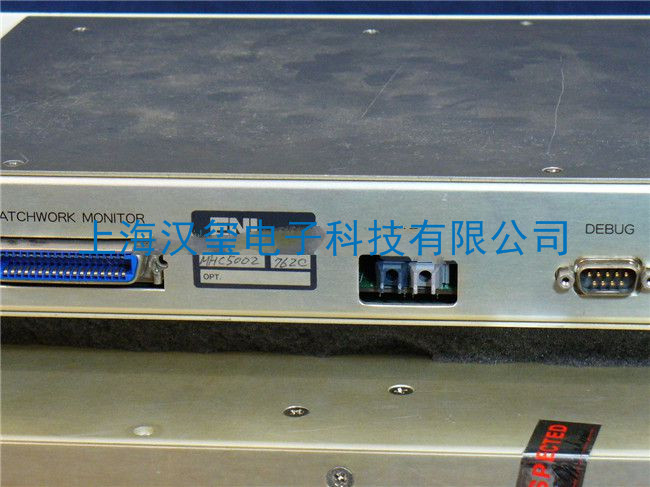 ATCHWORK MONITOR
ENI
DEBUG
上海汉玺电子科技有限公司
MHC5002 762C
OPT.
SPECTED